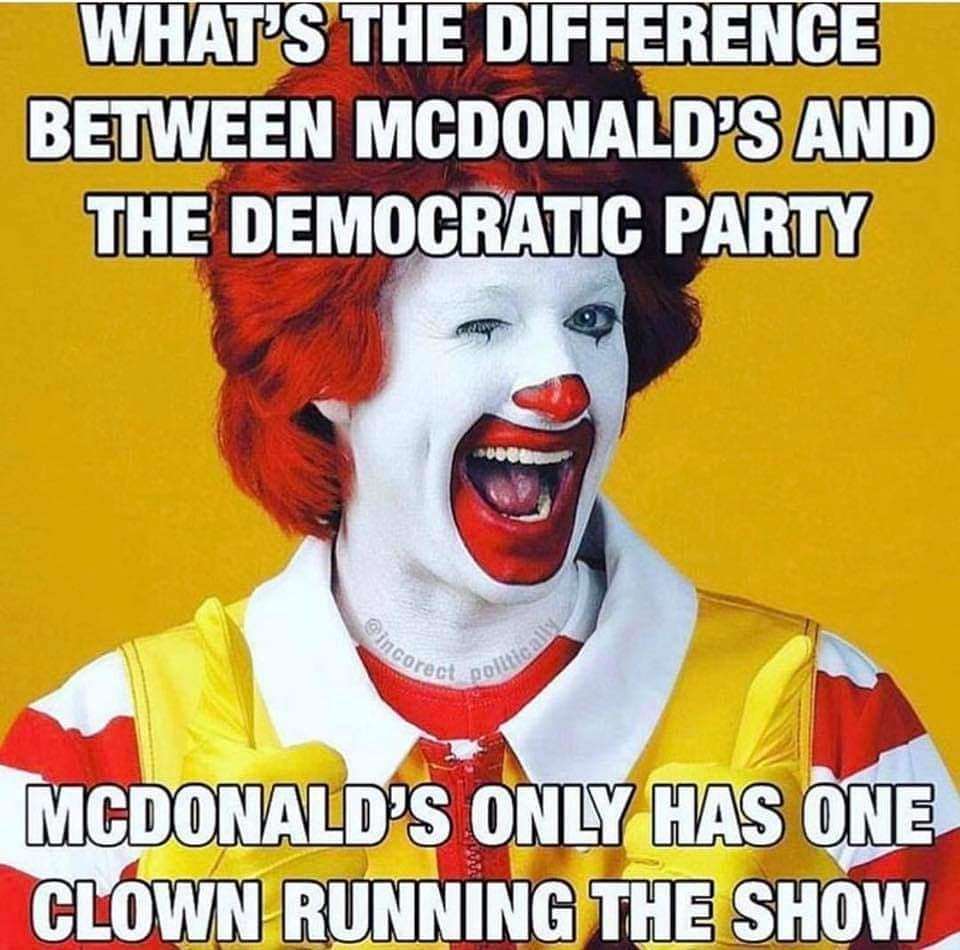 WHAT'S THE DIFFERENCE
BETWEEN MCDONALD'S AND
THE DEMOCRATIC PARTY
@incorect_politically
MCDONALD'S ONLY HAS ONE
CLOWN RUNNING THE SHOW